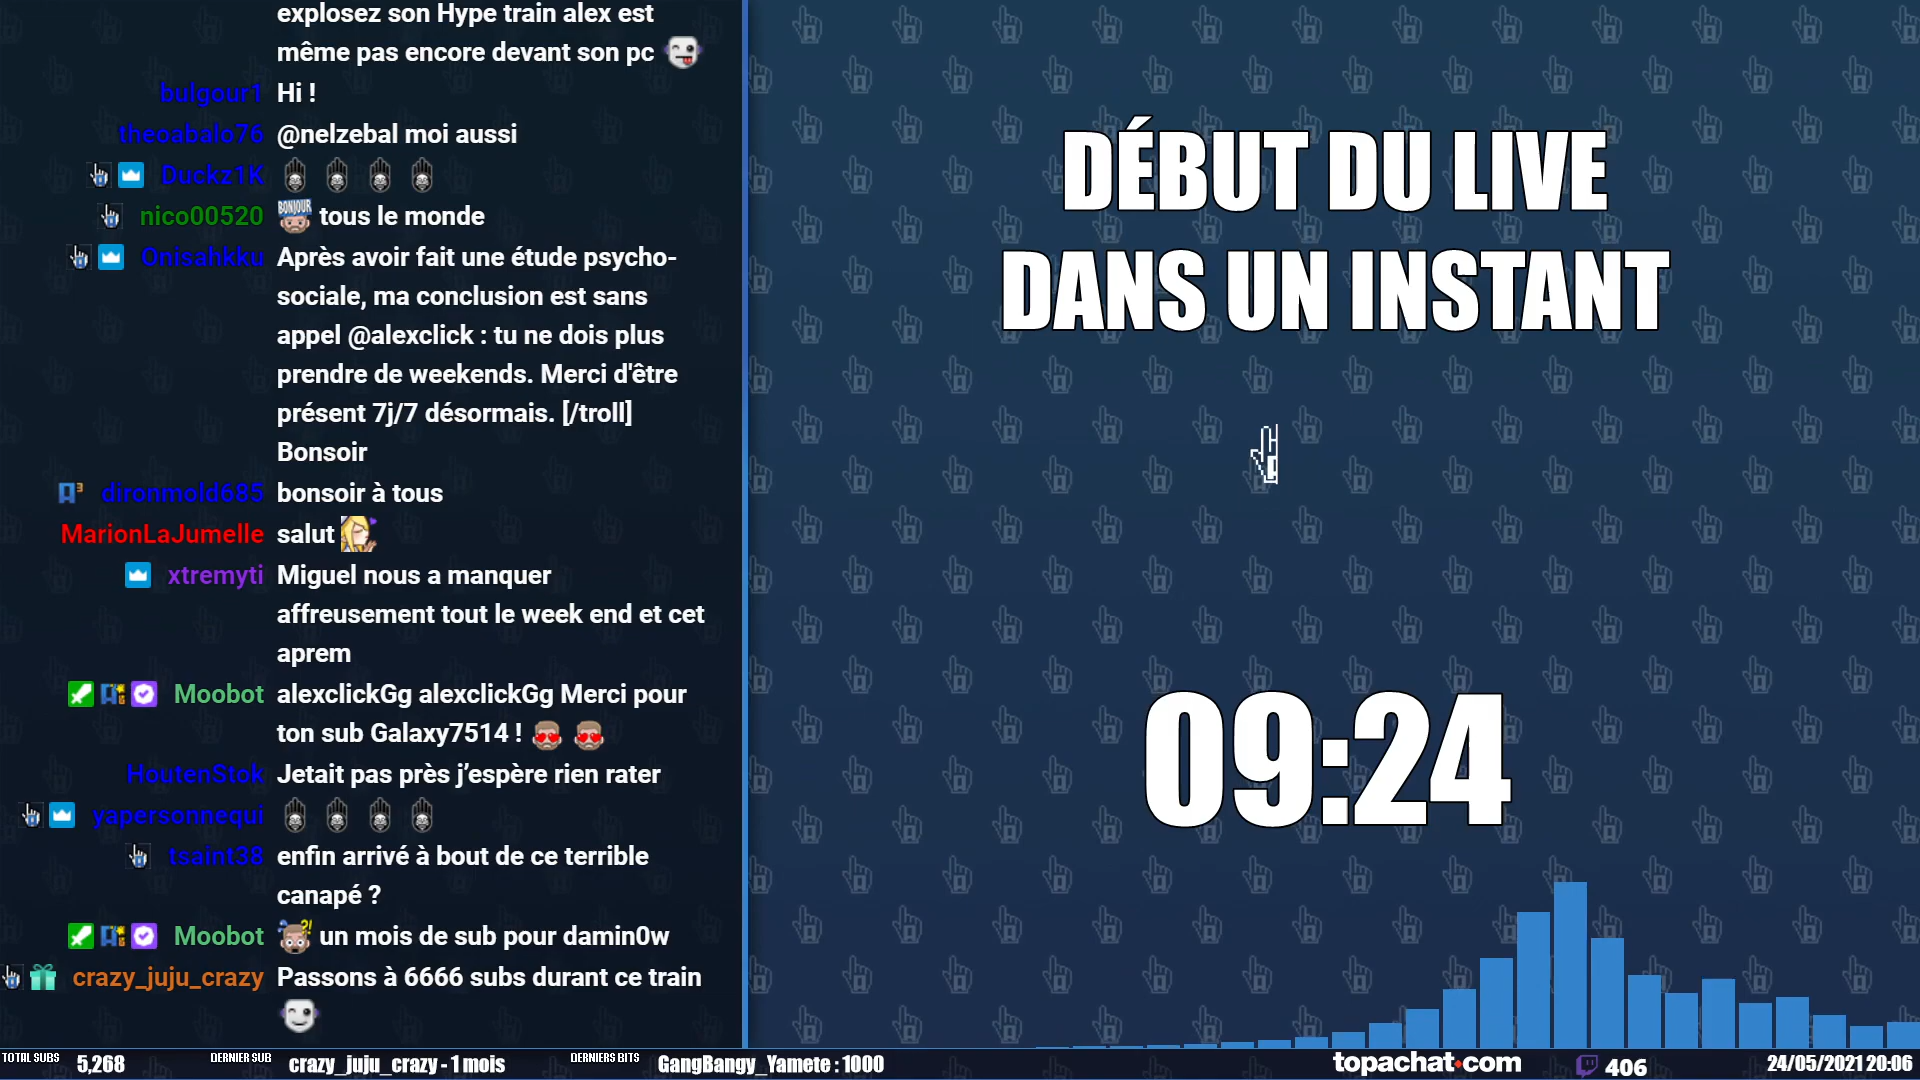 explosez son Hype train alex est
même pas encore devant son pc
bulgour1 Hi !
theoabalo76 @nelzebal moi aussi
Duckz1K
nico00520 BONJOUR tous le monde
Onisahkku Après avoir fait une étude psycho-
sociale, ma conclusion est sans
appel @alexclick : tu ne dois plus
prendre de weekends. Merci d'être
présent 7j/7 désormais. [/troll]
Bonsoir
dironmold685 bonsoir à tous
MarionLaJumelle salut
xtremyti Miguel nous a manquer
affreusement tout le week end et cet
aprem
Moobot alexclickGg alexclickGg Merci pour
ton sub Galaxy7514 !
HoutenStok Jetait pas près j’espère rien rater
yapersonnequi
tsaint38 enfin arrivé à bout de ce terrible
canapé ?
Moobot un mois de sub pour damin0w
crazy_juju_crazy Passons à 6666 subs durant ce train
DÉBUT DU LIVE
DANS UN INSTANT
09:24
TOTAL SUBS 5,268 DERNIER SUB crazy_juju_crazy - 1 mois DERNIERS BITS GangBangy_Yamete : 1000 topachat.com 406 24/05/2021 20:06